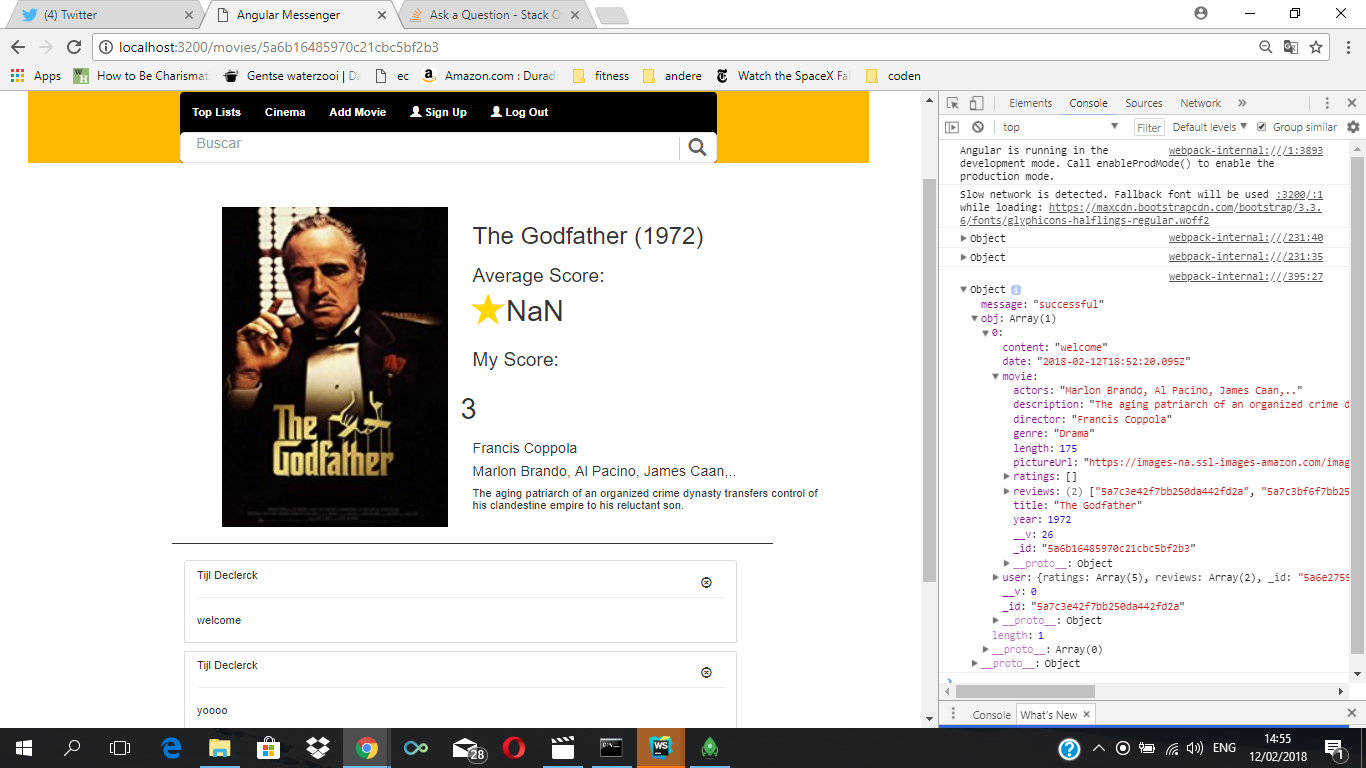 (4) Twitter
Angular Messenger
Ask a Question - Stack O
localhost:3200/movies/5a6b16485970c21cbc5bf2b3
Apps
How to Be Charismat
Gentse waterzooi | Da
ec
Amazon.com : Durad
fitness
andere
Watch the SpaceX Fal
coden
Top Lists Cinema Add Movie Sign Up Log Out
Buscar
The Godfather (1972)
Average Score:
NaN
My Score:
3
The
Godfather
Francis Coppola
Marlon Brando, Al Pacino, James Caan,..
The aging patriarch of an organized crime dynasty transfers control of
his clandestine empire to his reluctant son.
Tijl Declerck
welcome
Tijl Declerck
yoooo
Elements Console Sources Network »
top Filter Default levels Group similar
Angular is running in the webpack-internal:///1:3893
development mode. Call enableProdMode() to enable the
production mode.
Slow network is detected. Fallback font will be used :3200/:1
while loading: https://maxcdn.bootstrapcdn.com/bootstrap/3.3.
6/fonts/glyphicons-halflings-regular.woff2
Object webpack-internal:///231:40
Object webpack-internal:///231:35
webpack-internal:///395:27
Object i
message: "successful"
obj: Array(1)
0:
content: "welcome"
date: "2018-02-12T18:52:20.095Z"
movie:
actors: "Marlon Brando, Al Pacino, James Caan,.."
description: "The aging patriarch of an organized crime d
director: "Francis Coppola"
genre: "Drama"
length: 175
pictureUrl: "https://images-na.ssl-images-amazon.com/imag
ratings: []
reviews: (2) ["5a7c3e42f7bb250da442fd2a", "5a7c3bf6f7bb25
title: "The Godfather"
year: 1972
__v: 26
_id: "5a6b16485970c21cbc5bf2b3"
__proto__: Object
user: {ratings: Array(5), reviews: Array(2), _id: "5a6e2759
__v: 0
_id: "5a7c3e42f7bb250da442fd2a"
__proto__: Object
length: 1
__proto__: Array(0)
__proto__: Object
Console What's New
28
WS
ENG
14:55
12/02/2018
1